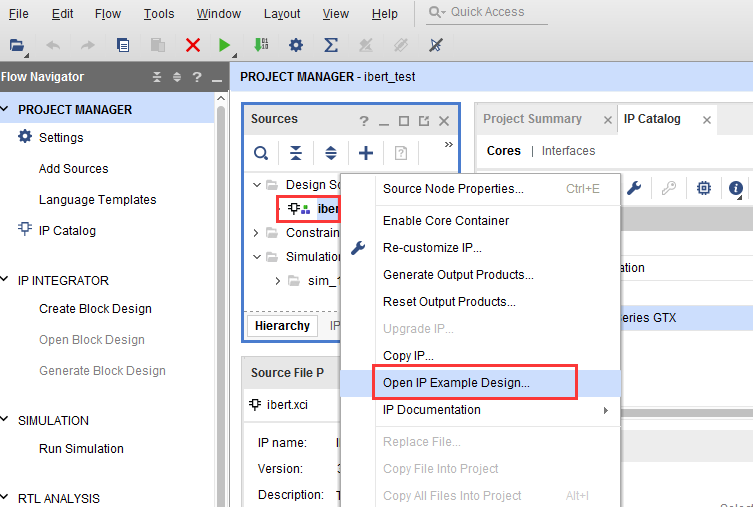 File Edit Flow Tools Window Layout View Help Quick Access
Flow Navigator
PROJECT MANAGER - ibert_test
PROJECT MANAGER
Settings
Add Sources
Language Templates
IP Catalog
IP INTEGRATOR
Create Block Design
Open Block Design
Generate Block Design
SIMULATION
Run Simulation
RTL ANALYSIS
Sources
Design So
iber
Constrain
Simulation
sim_1
Hierarchy IP
Source File P
ibert.xci
IP name: I
Version: 3
Description: T
Project Summary IP Catalog
Cores | Interfaces
ation
Series GTX
Source Node Properties... Ctrl+E
Enable Core Container
Re-customize IP...
Generate Output Products...
Reset Output Products...
Upgrade IP...
Copy IP...
Open IP Example Design...
IP Documentation
Replace File...
Copy File Into Project
Copy All Files Into Project Alt+I